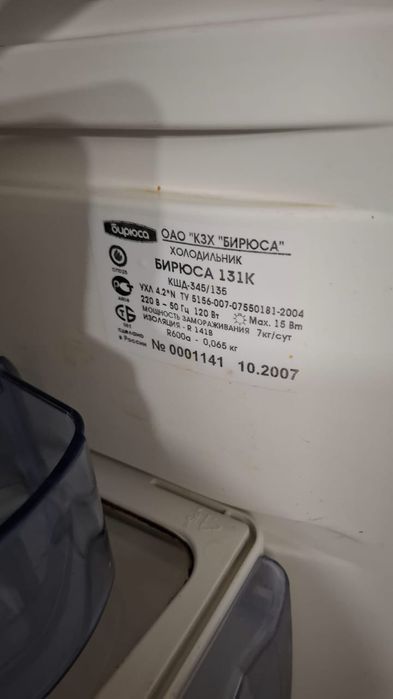 бирюса ОАО "КЗХ "БИРЮСА"
ХОЛОДИЛЬНИК
БИРЮСА 131К
КШД-345/135
УХЛ 4.2*N ТУ 5156-007-07550181-2004
220 В - 50 Гц 120 Вт Max. 15 Вт
МОЩНОСТЬ ЗАМОРАЖИВАНИЯ 7кг/сут
ИЗОЛЯЦИЯ - R 141B
R600a - 0,065 кг
сделано
в России
№ 0001141 10.2007